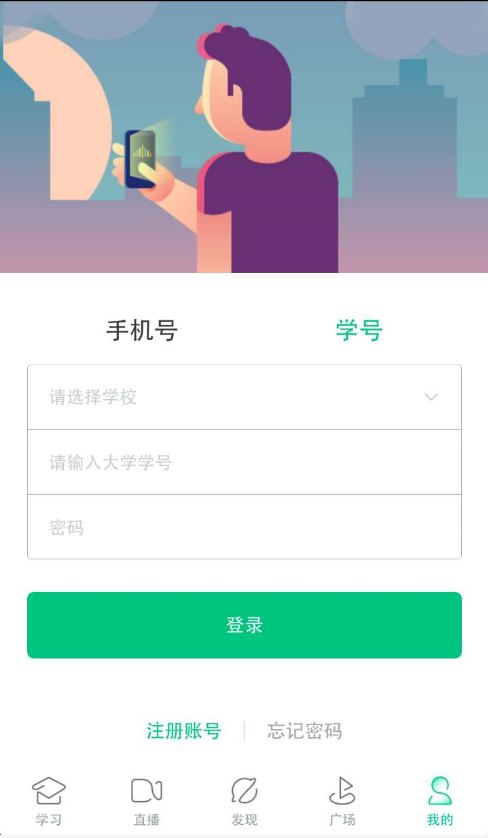 手机号 学号
请选择学校
请输入大学学号
密码
登录
注册账号 忘记密码
学习 直播 发现 广场 我的